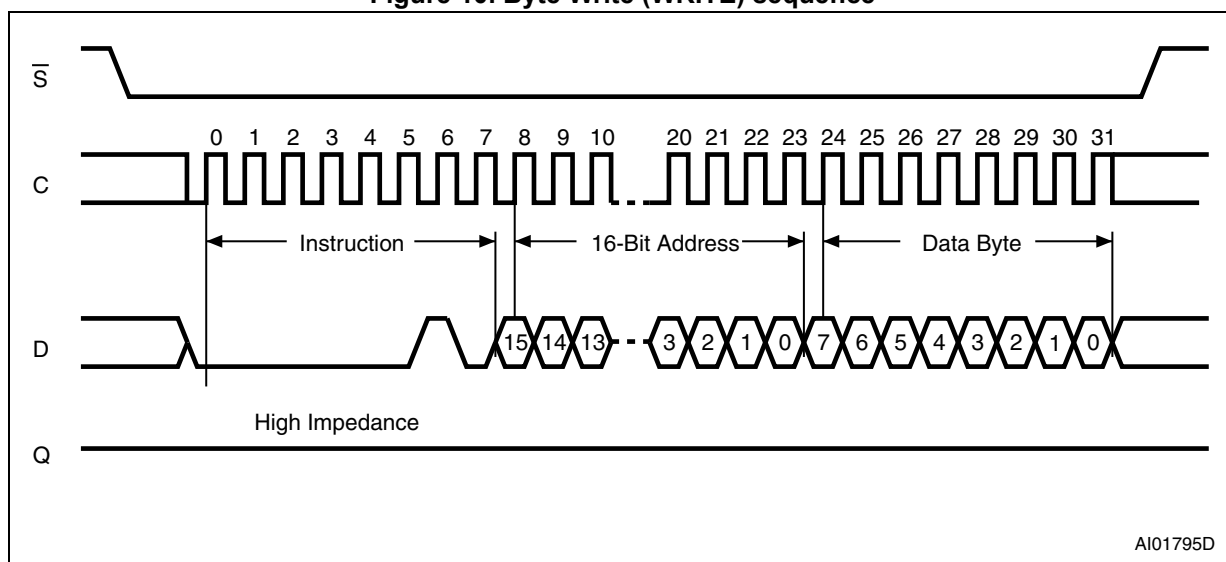 Figure 10. Byte Write (WRITE) sequence
S
0 1 2 3 4 5 6 7 8 9 10 20 21 22 23 24 25 26 27 28 29 30 31
C
Instruction 16-Bit Address Data Byte
D
15 14 13 3 2 1 0 7 6 5 4 3 2 1 0
High Impedance
Q
AI01795D